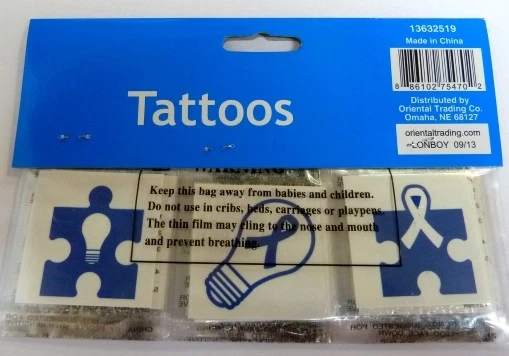 13632519
Made in China
8 86102 75470 2
Tattoos
Distributed by
Oriental Trading Co.
Omaha, NE 68127
orientaltrading.com
LONBOY 09/13
WARNING
Keep this bag away from babies and children.
Do not use in cribs, beds, carriages or playpens.
The thin film may cling to the nose and mouth
and prevent breathing.